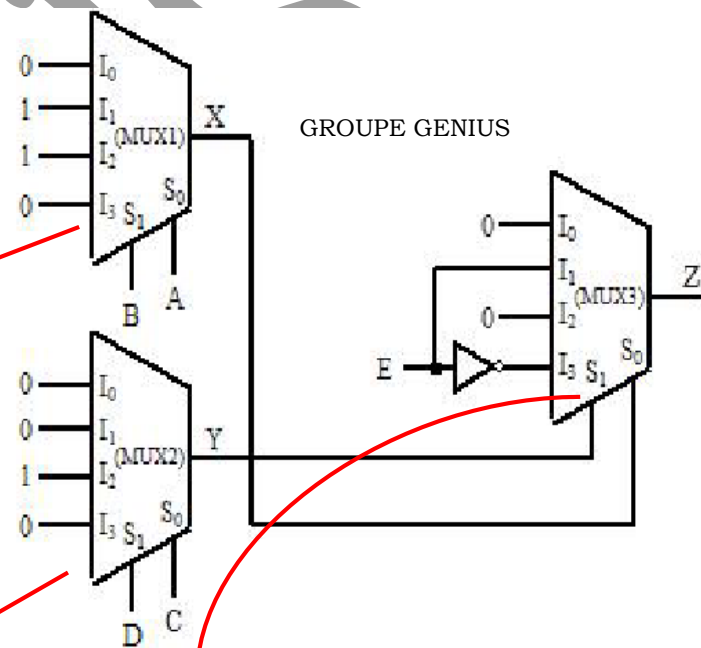 0 I₀
1 I₁
(MUX1) X
1 I₂
0 I₃ S₁ S₀
B A
GROUPE GENIUS
0 I₀
0 I₁
(MUX2) Y
1 I₂
0 I₃ S₁ S₀
D C
0 I₀
I₁
(MUX3) Z
0 I₂
E I₃ S₁ S₀